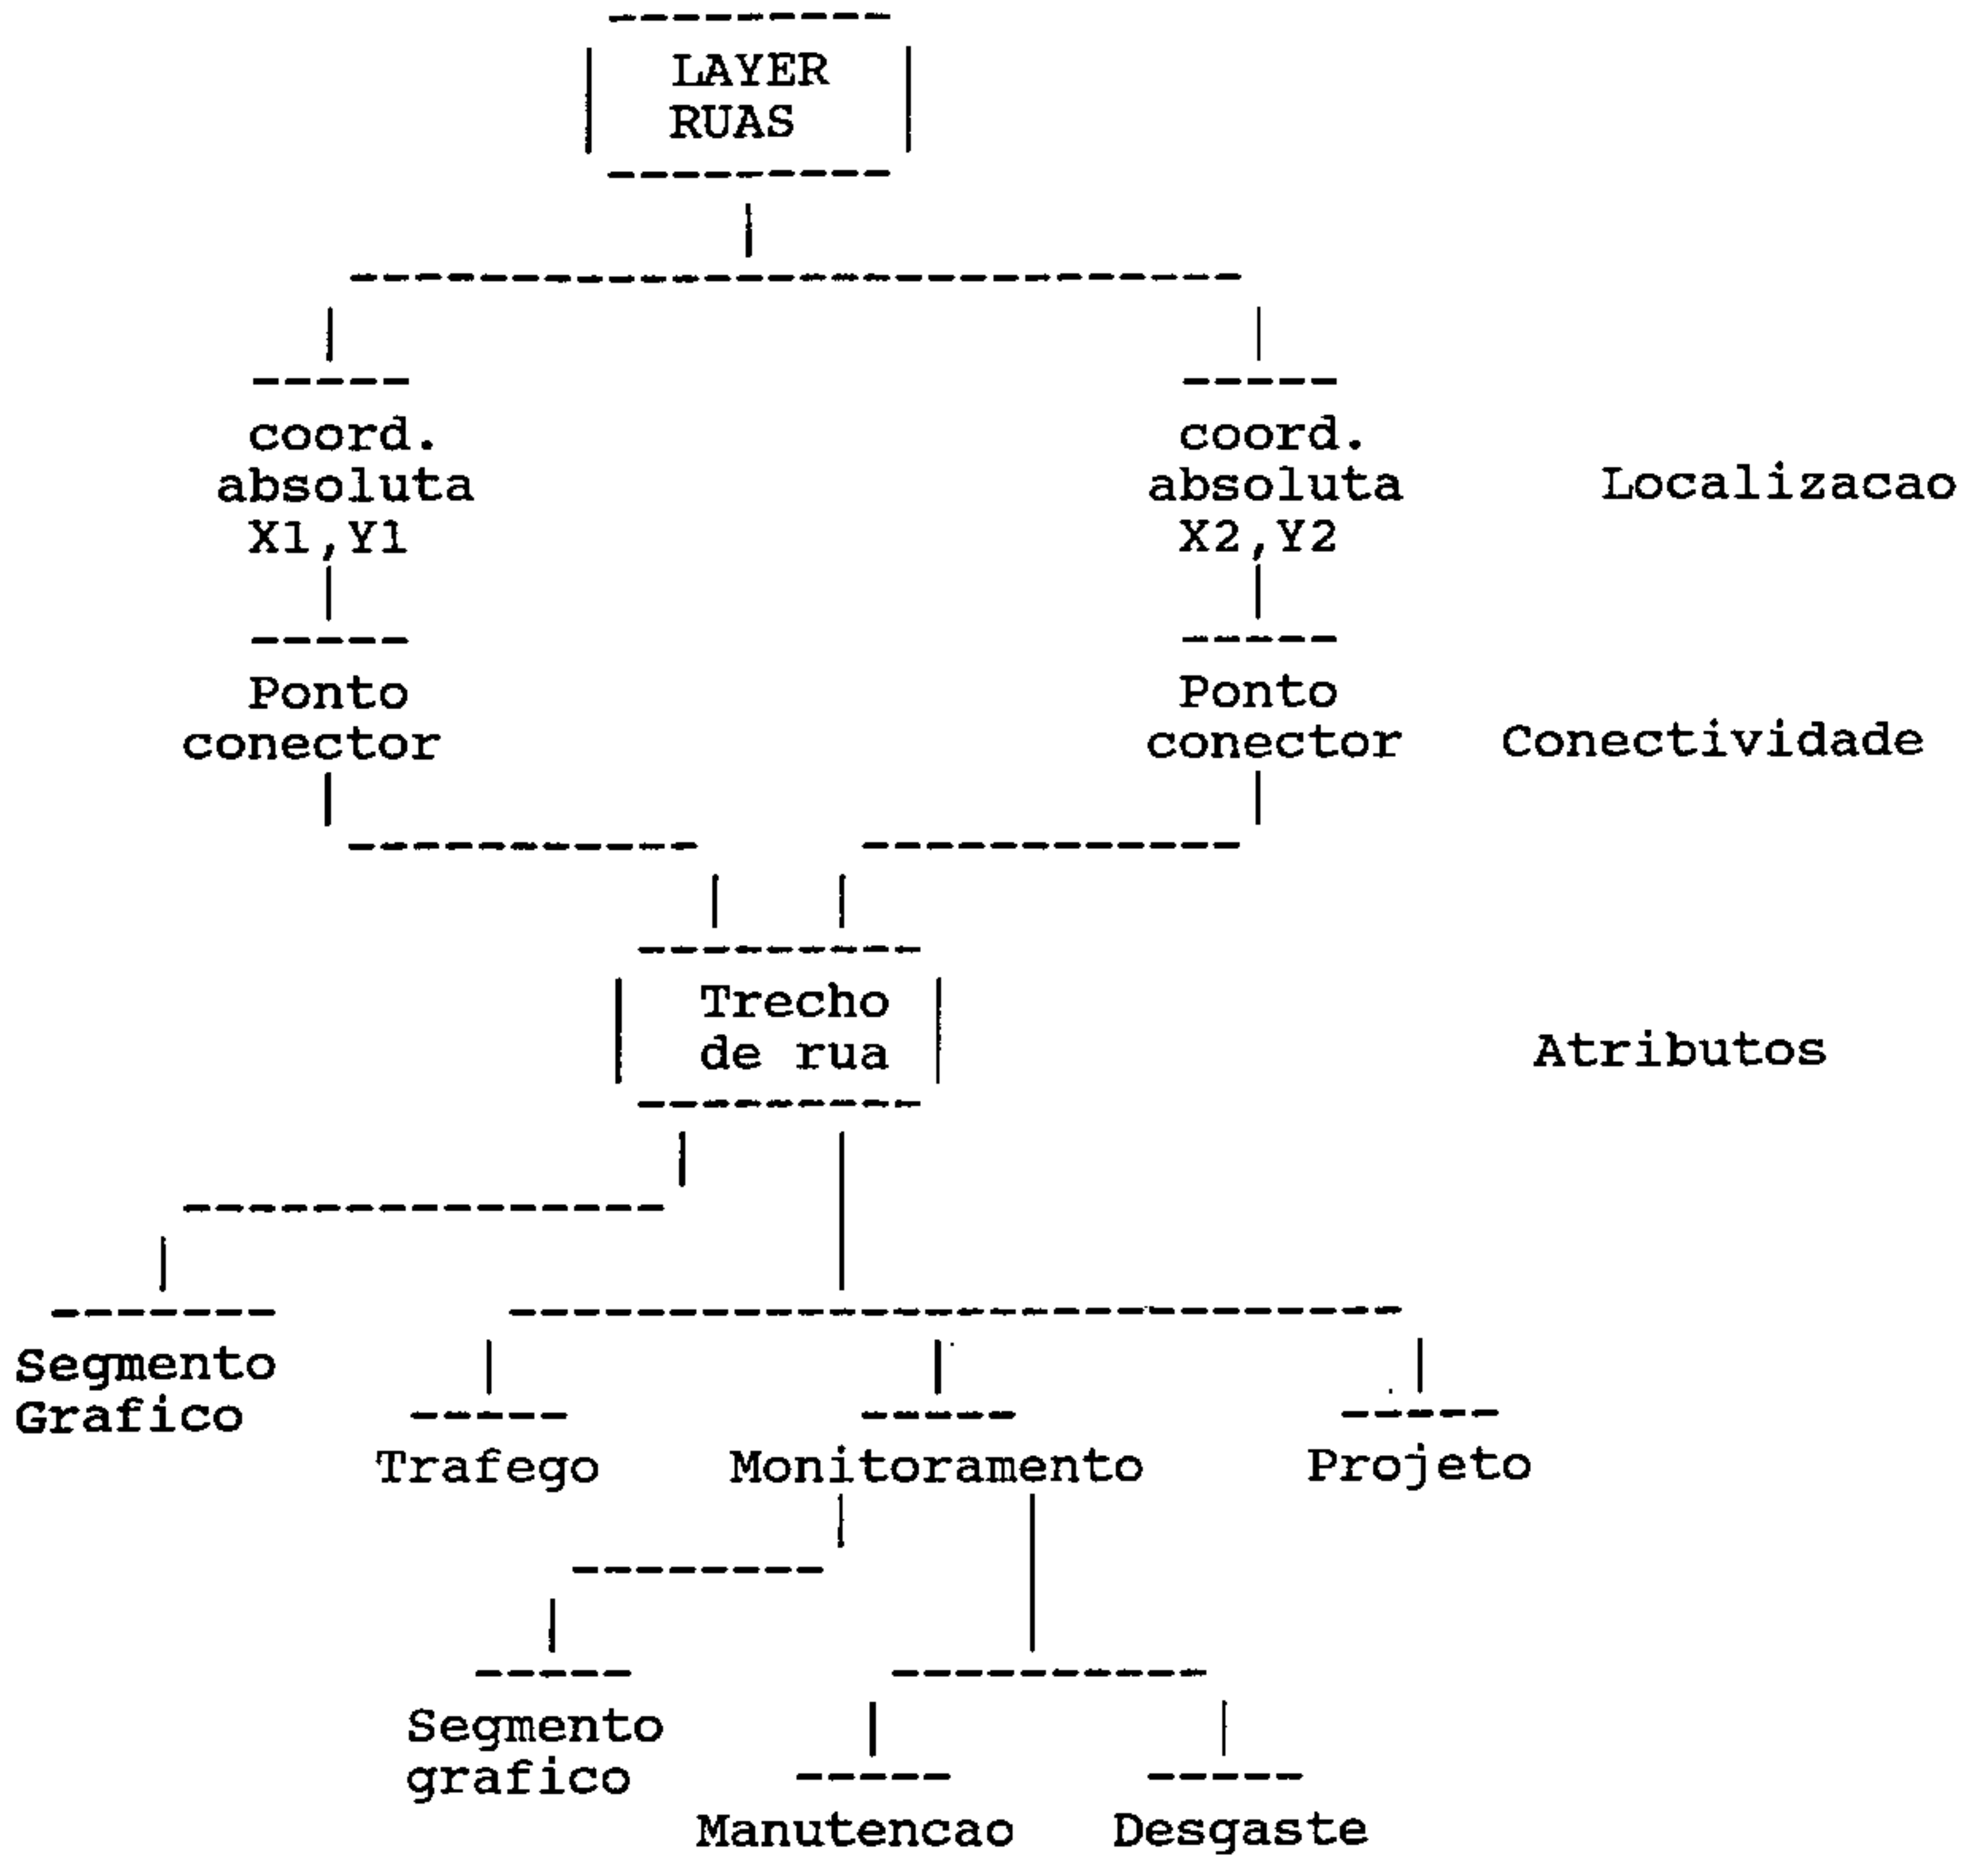 LAYER
RUAS
coord.
absoluta
X1,Y1
coord.
absoluta
X2,Y2
Localizacao
Ponto
conector
Ponto
conector
Conectividade
Trecho
de rua
Atributos
Segmento
Grafico
Trafego
Monitoramento
Projeto
Segmento
grafico
Manutencao
Desgaste